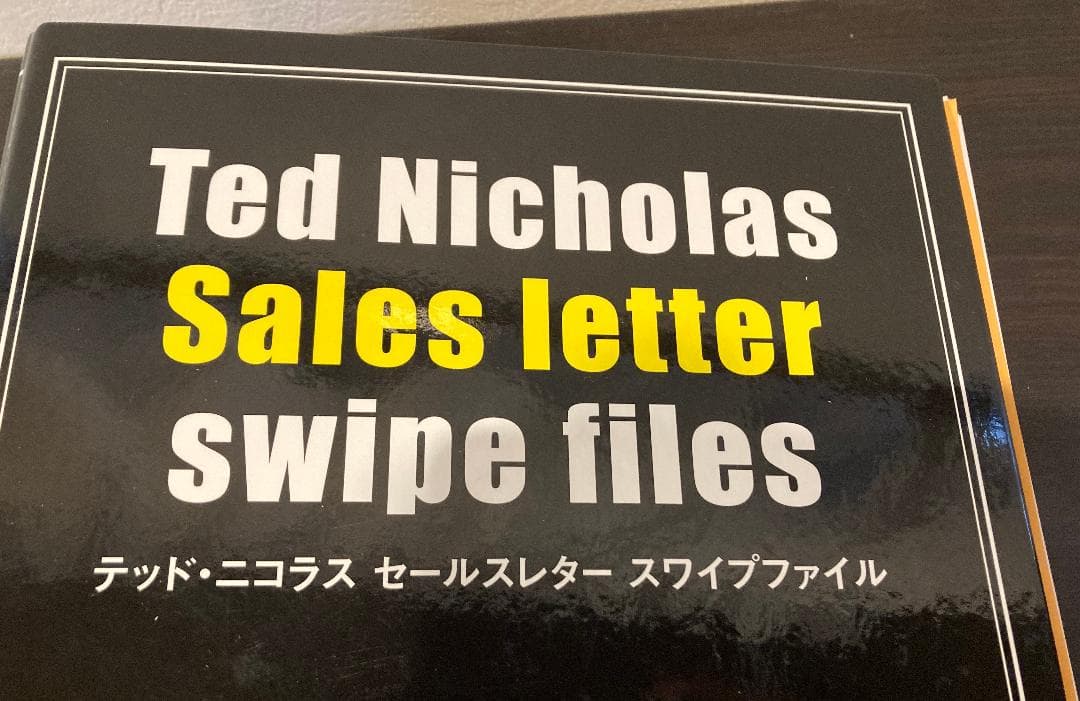 Ted Nicholas
Sales letter
swipe files
テッド・ニコラス セールスレター スワイプファイル